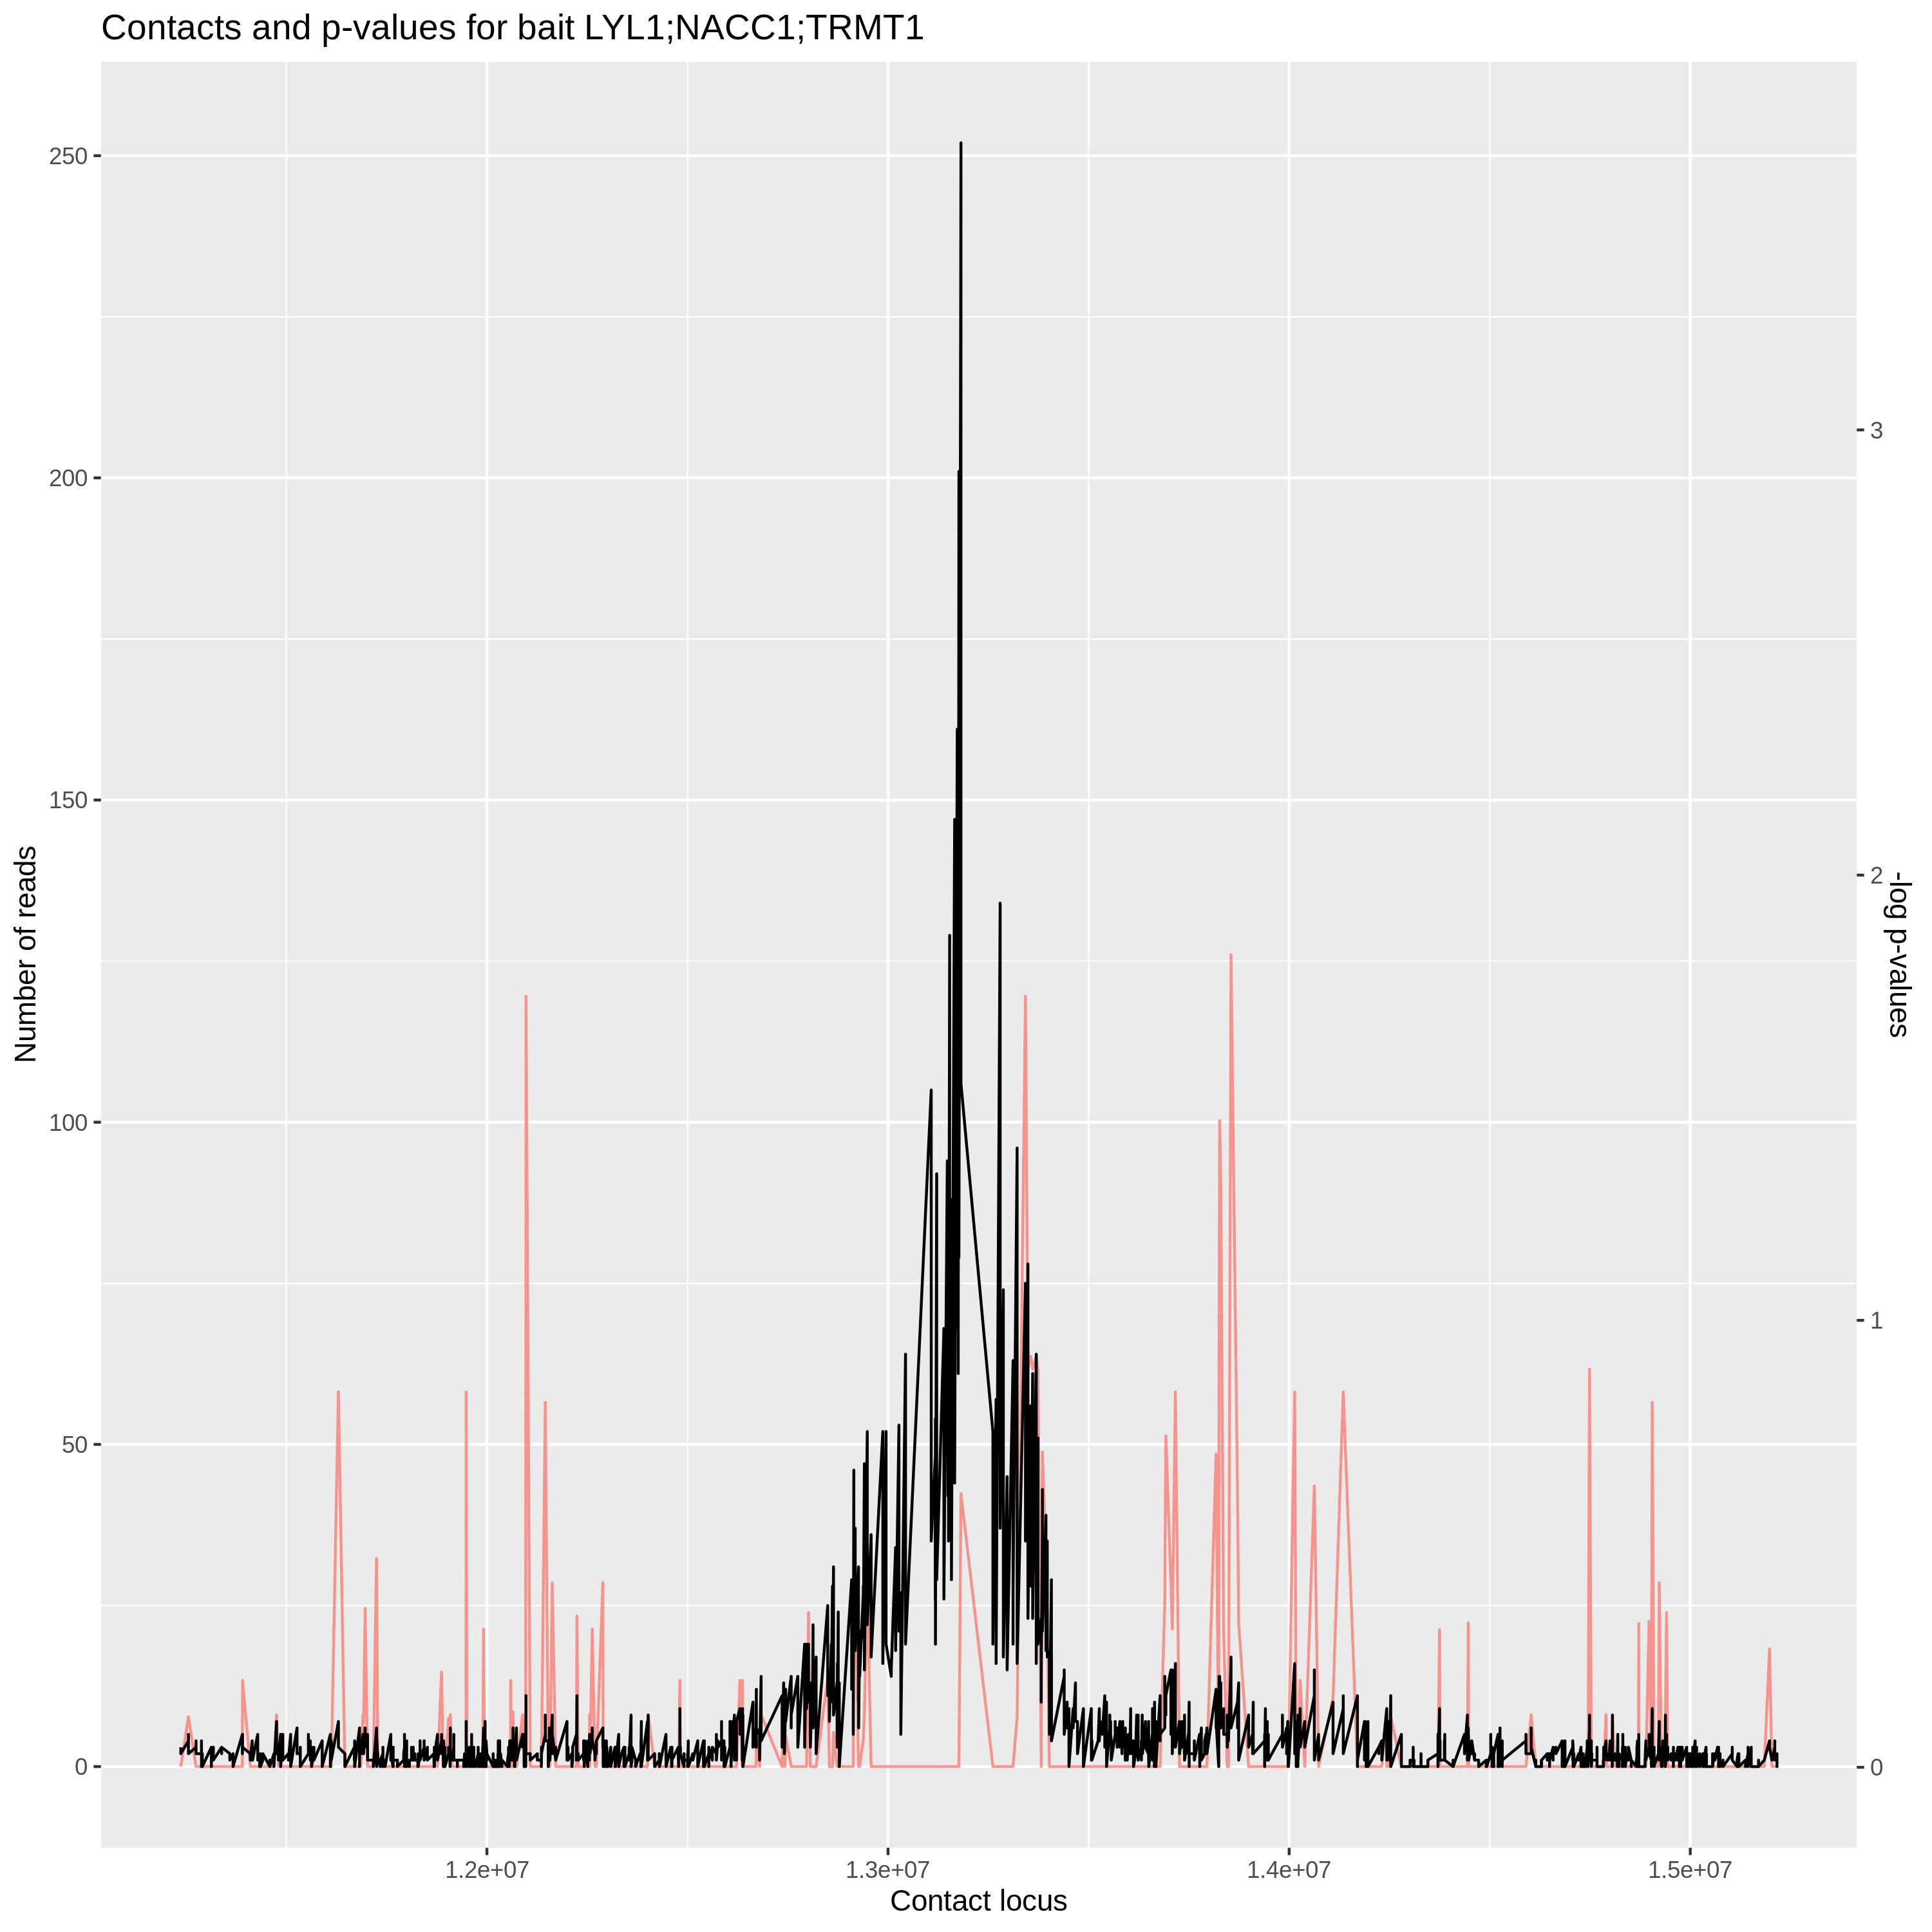 Contacts and p-values for bait LYL1;NACC1;TRMT1
Number of reads
250
200
150
100
50
0
3
2
1
0
-log p-values
1.2e+07
1.3e+07
1.4e+07
1.5e+07
Contact locus